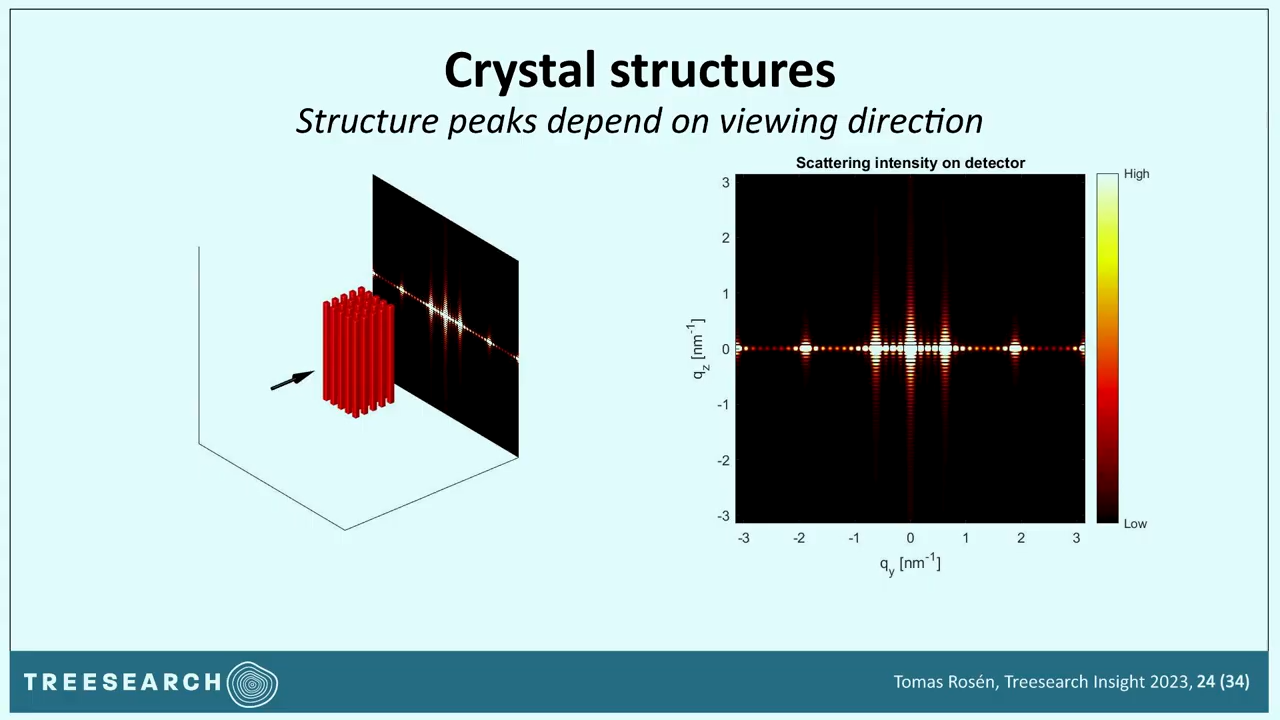 Crystal structures
Structure peaks depend on viewing direction
Scattering intensity on detector
High
3
2
1
0
-1
-2
-3
q_z [nm^-1]
Low
-3 -2 -1 0 1 2 3
q_y [nm^-1]
TREESEARCH
Tomas Rosén, Treesearch Insight 2023, 24 (34)